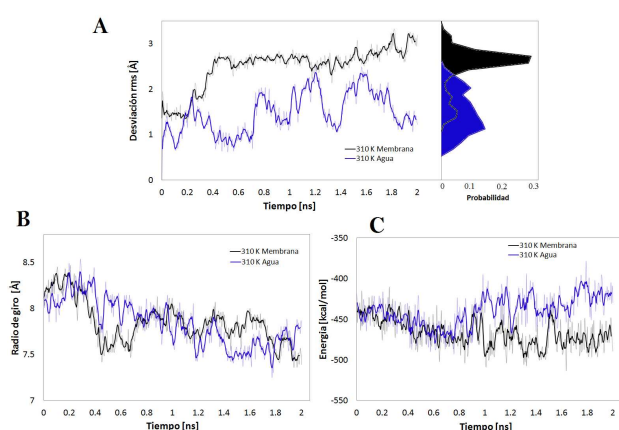 A
Desviación rms [Å]
3
2
1
0
310 K Membrana
310 K Agua
0 0.2 0.4 0.6 0.8 1 1.2 1.4 1.6 1.8 2
Tiempo [ns]
0 0.1 0.2 0.3
Probabilidad
B
Radio de giro [Å]
8.5
8
7.5
7
310 K Membrana
310 K Agua
0 0.2 0.4 0.6 0.8 1 1.2 1.4 1.6 1.8 2
Tiempo [ns]
C
Energia [kcal/mol]
-350
-400
-450
-500
-550
310 K Membrana
310 K Agua
0 0.2 0.4 0.6 0.8 1 1.2 1.4 1.6 1.8 2
Tiempo [ns]